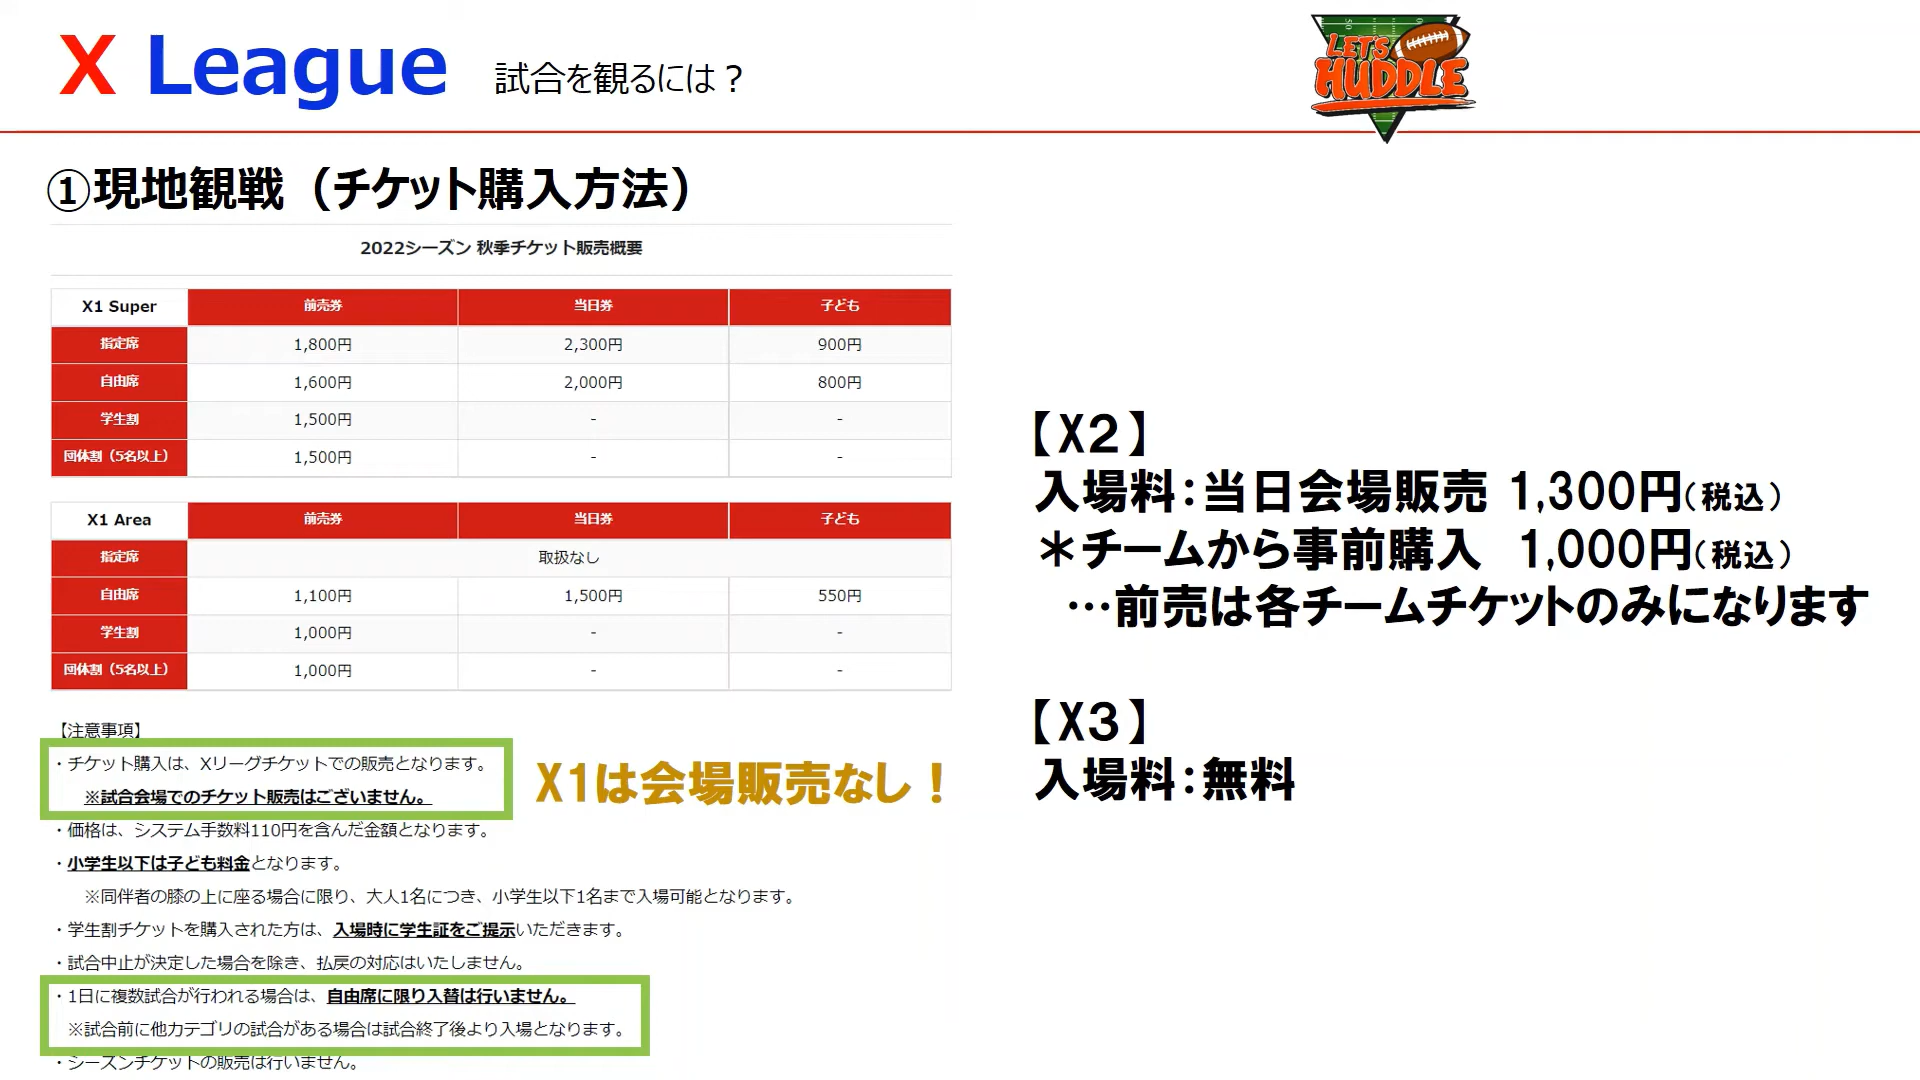 X League 試合を観るには？
LET'S
HUDDLE
①現地観戦（チケット購入方法）
2022シーズン 秋季チケット販売概要
X1 Super 前売券 当日券 子ども
指定席 1,800円 2,300円 900円
自由席 1,600円 2,000円 800円
学生割 1,500円 - -
団体割（5名以上） 1,500円 - -
X1 Area 前売券 当日券 子ども
指定席 取扱なし
自由席 1,100円 1,500円 550円
学生割 1,000円 - -
団体割（5名以上） 1,000円 - -
【注意事項】
・チケット購入は、Xリーグチケットでの販売となります。
※試合会場でのチケット販売はございません。
X1は会場販売なし！
・価格は、システム手数料110円を含んだ金額となります。
・小学生以下は子ども料金となります。
※同伴者の膝の上に座る場合に限り、大人1名につき、小学生以下1名まで入場可能となります。
・学生割チケットを購入された方は、入場時に学生証をご提示いただきます。
・試合中止が決定した場合を除き、払戻の対応はいたしません。
・1日に複数試合が行われる場合は、自由席に限り入替は行いません。
※試合前に他カテゴリの試合がある場合は試合終了後より入場となります。
・シーズンチケットの販売は行いません。
【X２】
入場料：当日会場販売 1,300円（税込）
＊チームから事前購入 1,000円（税込）
…前売は各チームチケットのみになります
【X３】
入場料：無料